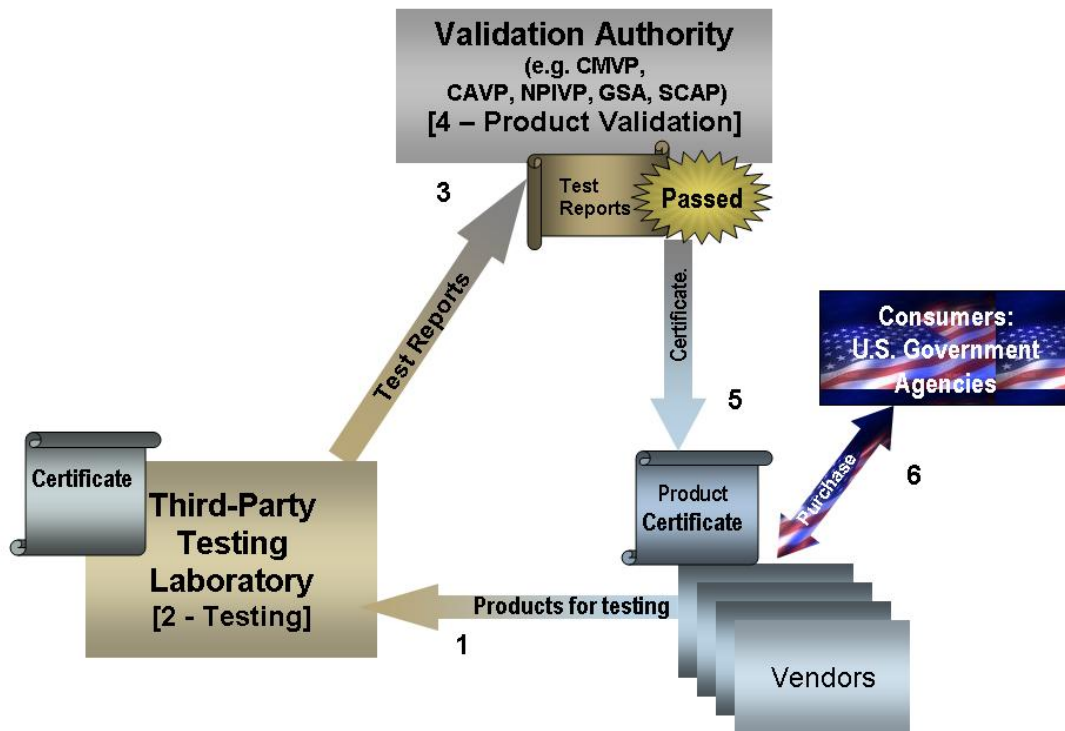 Validation Authority
(e.g. CMVP,
CAVP, NPIVP, GSA, SCAP)
[4 – Product Validation]
3
Test
Reports
Passed
Test Reports
Certificate.
Consumers:
U.S. Government
Agencies
5
Purchase
6
Certificate
Third-Party
Testing
Laboratory
[2 - Testing]
Product
Certificate
Products for testing
1
Vendors